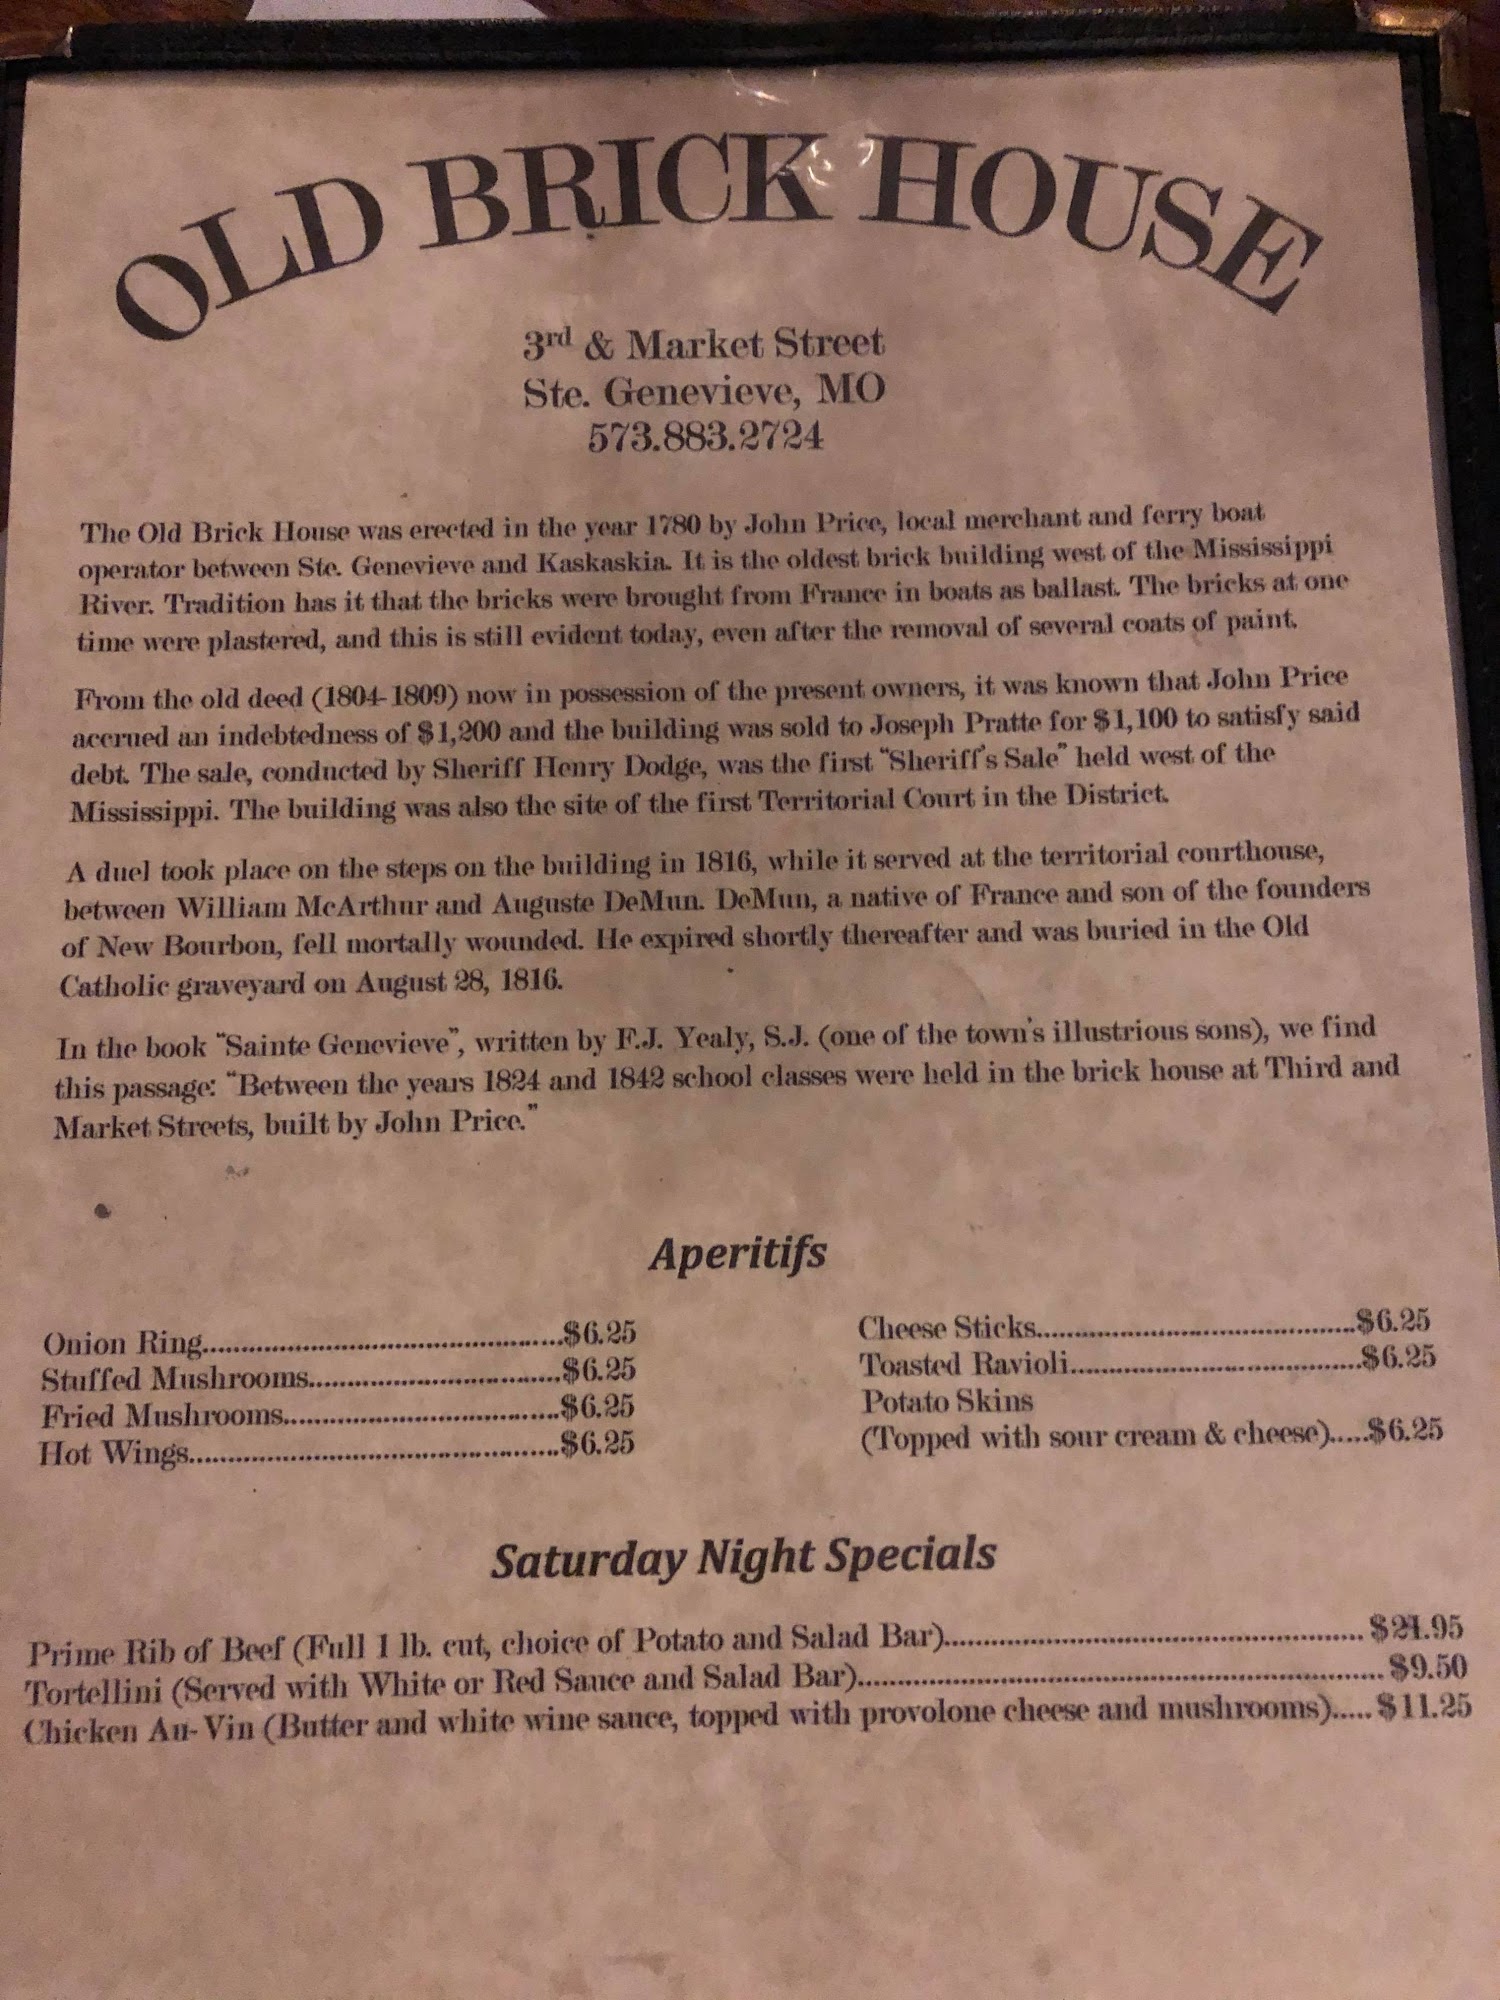 OLD BRICK HOUSE
3rd & Market Street
Ste. Genevieve, MO
573.883.2724
The Old Brick House was erected in the year 1780 by John Price, local merchant and ferry boat
operator between Ste. Genevieve and Kaskaskia. It is the oldest brick building west of the Mississippi
River. Tradition has it that the bricks were brought from France in boats as ballast. The bricks at one
time were plastered, and this is still evident today, even after the removal of several coats of paint.
From the old deed (1804-1809) now in possession of the present owners, it was known that John Price
accrued an indebtedness of $1,200 and the building was sold to Joseph Pratte for $1,100 to satisfy said
debt. The sale, conducted by Sheriff Henry Dodge, was the first "Sheriff's Sale" held west of the
Mississippi. The building was also the site of the first Territorial Court in the District.
A duel took place on the steps on the building in 1816, while it served at the territorial courthouse,
between William McArthur and Auguste DeMun. DeMun, a native of France and son of the founders
of New Bourbon, fell mortally wounded. He expired shortly thereafter and was buried in the Old
Catholic graveyard on August 28, 1816.
In the book "Sainte Genevieve", written by F.J. Yealy, S.J. (one of the town's illustrious sons), we find
this passage: "Between the years 1824 and 1842 school classes were held in the brick house at Third and
Market Streets, built by John Price."
Aperitifs
Onion Ring.....$6.25
Stuffed Mushrooms.....$6.25
Fried Mushrooms.....$6.25
Hot Wings.....$6.25
Cheese Sticks.....$6.25
Toasted Ravioli.....$6.25
Potato Skins
(Topped with sour cream & cheese).....$6.25
Saturday Night Specials
Prime Rib of Beef (Full 1 lb. cut, choice of Potato and Salad Bar).....
Tortellini (Served with White or Red Sauce and Salad Bar).....$9.50
Chicken Au-Vin (Butter and white wine sauce, topped with provolone cheese and mushrooms).....$11.25